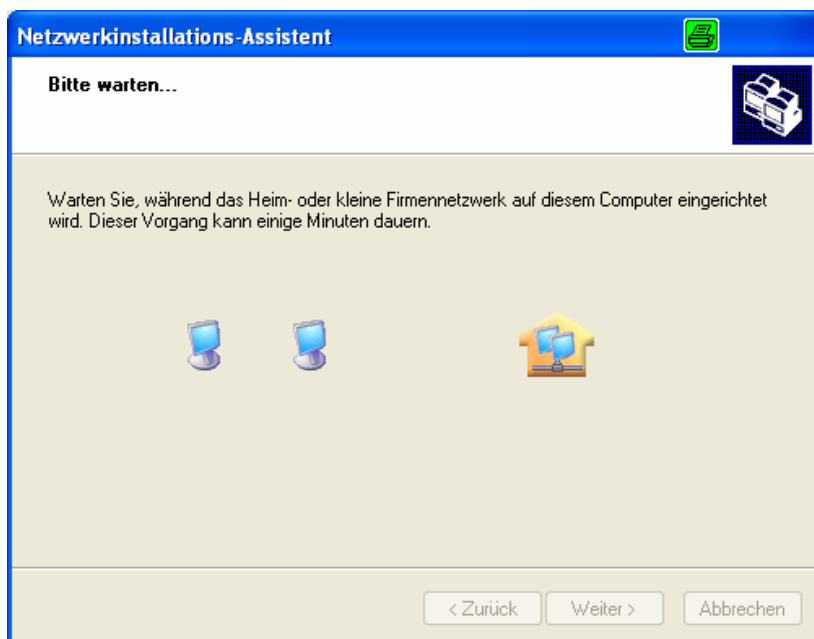 Netzwerkinstallations-Assistent
Bitte warten...
Warten Sie, während das Heim- oder kleine Firmennetzwerk auf diesem Computer eingerichtet
wird. Dieser Vorgang kann einige Minuten dauern.
< Zurück Weiter > Abbrechen